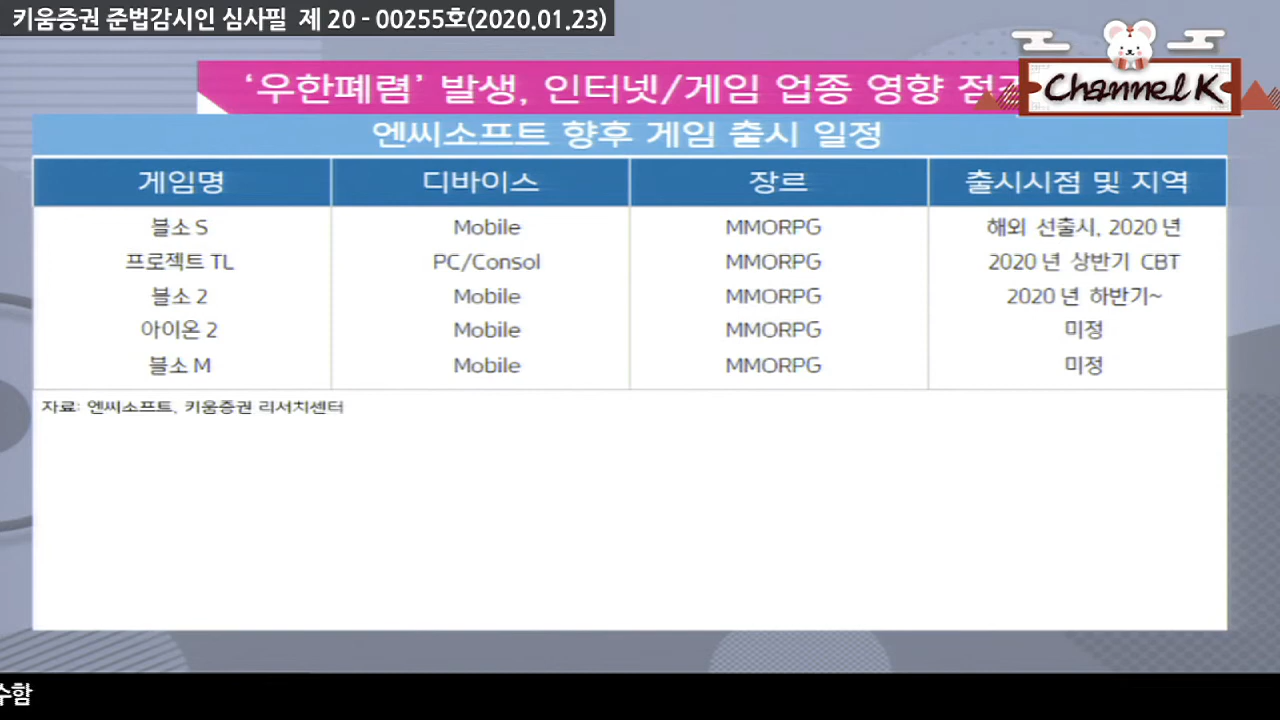 키움증권 준법감시인 심사필 제 20 - 00255호(2020.01.23)
Channel K
‘우한폐렴’ 발생, 인터넷/게임 업종 영향
엔씨소프트 향후 게임 출시 일정
게임명 디바이스 장르 출시시점 및 지역
블소 S Mobile MMORPG 해외 선출시, 2020 년
프로젝트 TL PC/Consol MMORPG 2020 년 상반기 CBT
블소 2 Mobile MMORPG 2020 년 하반기~
아이온 2 Mobile MMORPG 미정
블소 M Mobile MMORPG 미정
자료: 엔씨소프트, 키움증권 리서치센터
수함